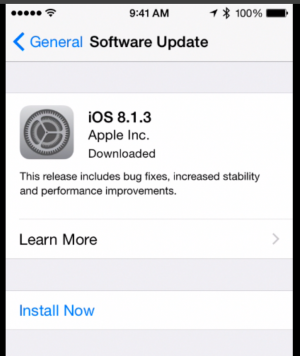 9:41 AM 100%
General Software Update
iOS 8.1.3
Apple Inc.
Downloaded
This release includes bug fixes, increased stability
and performance improvements.
Learn More
Install Now